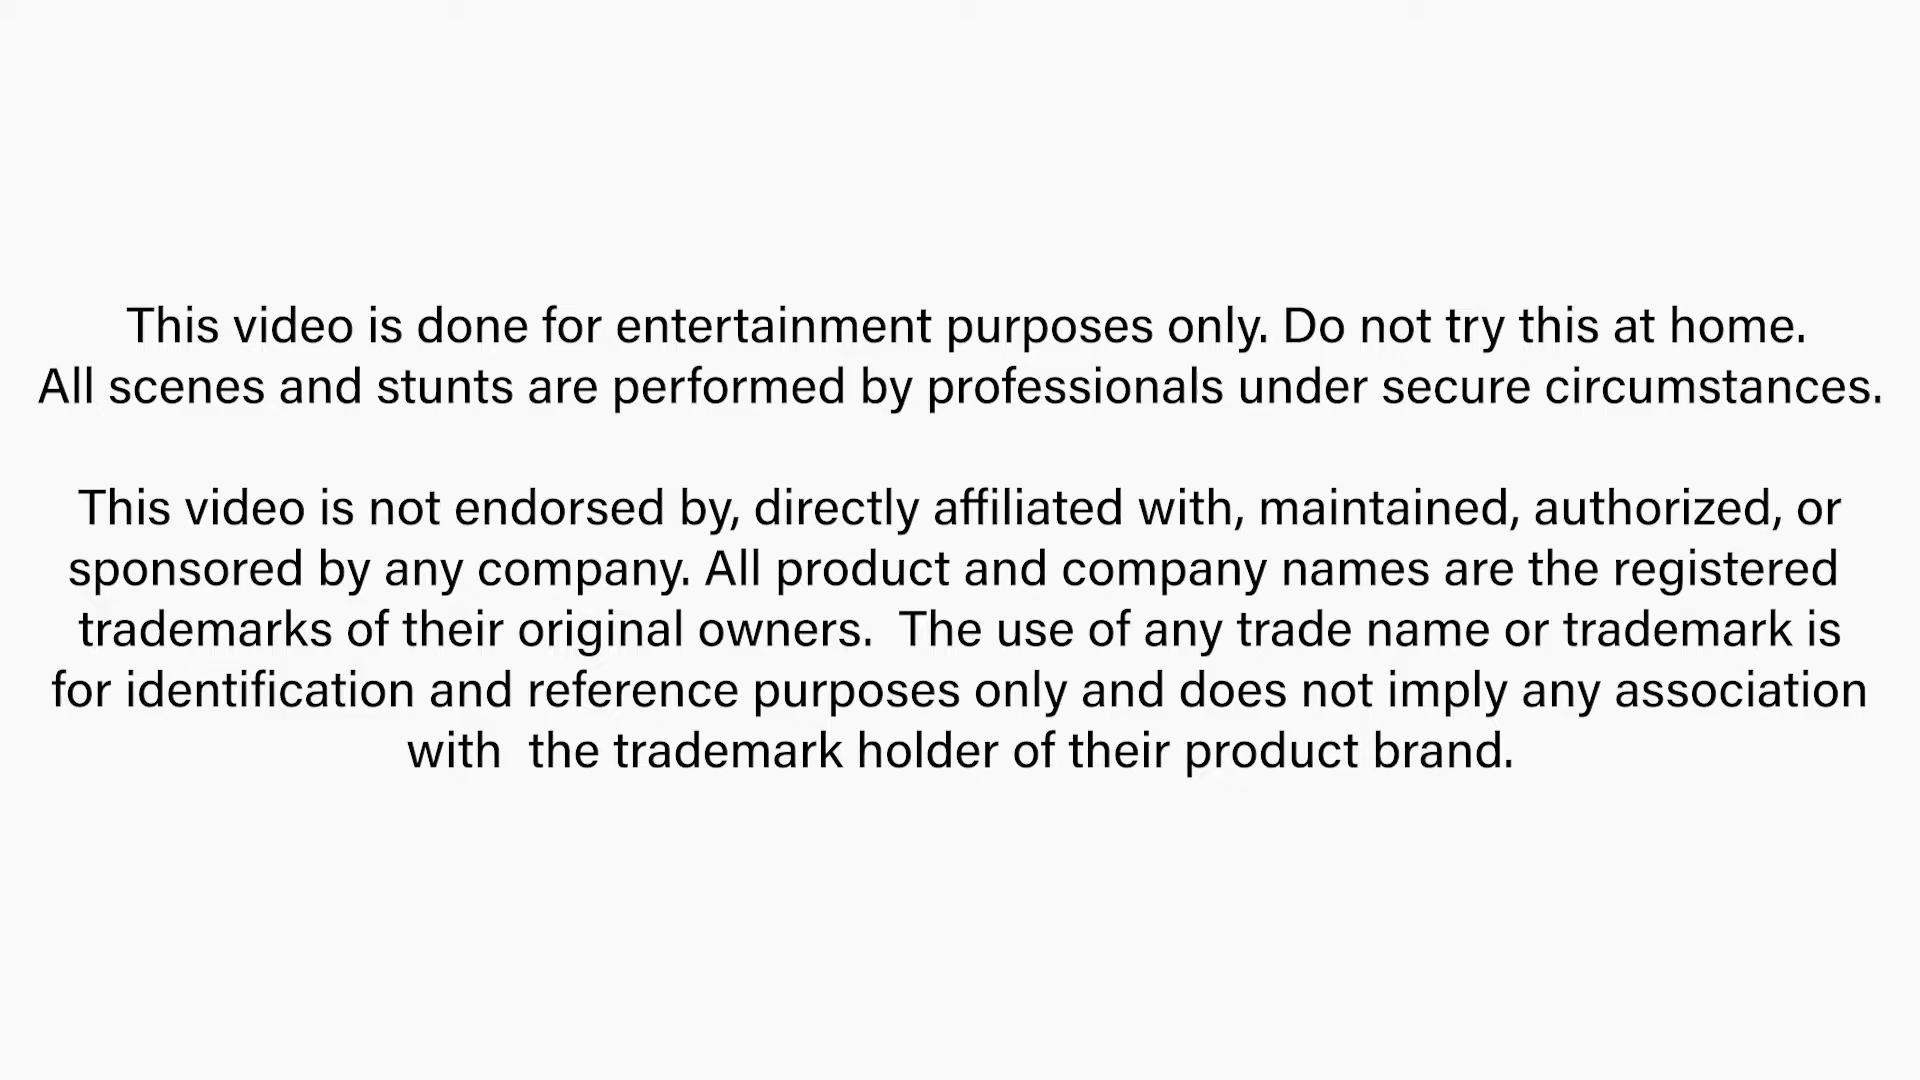 This video is done for entertainment purposes only. Do not try this at home.
All scenes and stunts are performed by professionals under secure circumstances.
This video is not endorsed by, directly affiliated with, maintained, authorized, or
sponsored by any company. All product and company names are the registered
trademarks of their original owners.  The use of any trade name or trademark is
for identification and reference purposes only and does not imply any association
with  the trademark holder of their product brand.